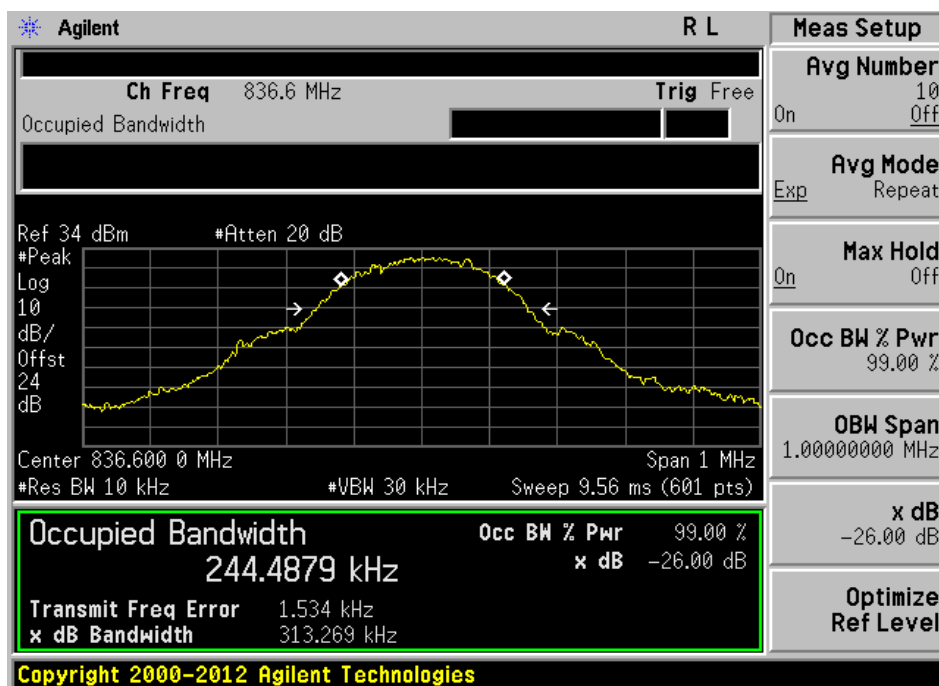 Agilent R L
Ch Freq 836.6 MHz Trig Free
Occupied Bandwidth
Ref 34 dBm #Atten 20 dB
#Peak
Log
10
dB/
Offst
24
dB
Center 836.600 0 MHz Span 1 MHz
#Res BW 10 kHz #VBW 30 kHz Sweep 9.56 ms (601 pts)
Occupied Bandwidth Occ BW % Pwr 99.00 %
244.4879 kHz x dB -26.00 dB
Transmit Freq Error 1.534 kHz
x dB Bandwidth 313.269 kHz
Copyright 2000-2012 Agilent Technologies
Meas Setup
Avg Number
10
On Off
Avg Mode
Exp Repeat
Max Hold
On Off
Occ BW % Pwr
99.00 %
OBW Span
1.00000000 MHz
x dB
-26.00 dB
Optimize
Ref Level